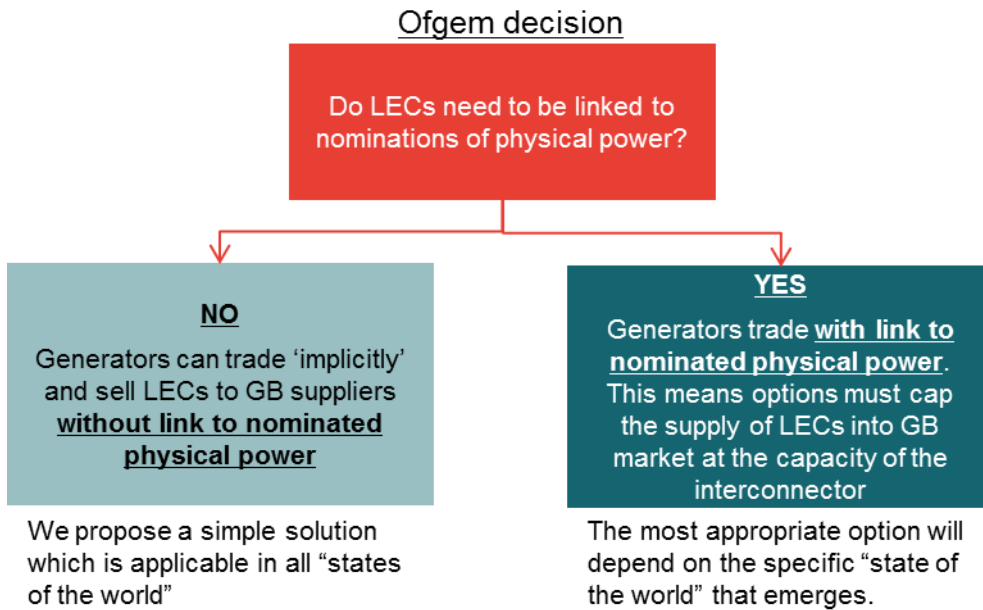 Ofgem decision
Do LECs need to be linked to
nominations of physical power?
NO
Generators can trade ‘implicitly’
and sell LECs to GB suppliers
without link to nominated
physical power
YES
Generators trade with link to
nominated physical power.
This means options must cap
the supply of LECs into GB
market at the capacity of the
interconnector
We propose a simple solution
which is applicable in all “states
of the world”
The most appropriate option will
depend on the specific “state of
the world” that emerges.